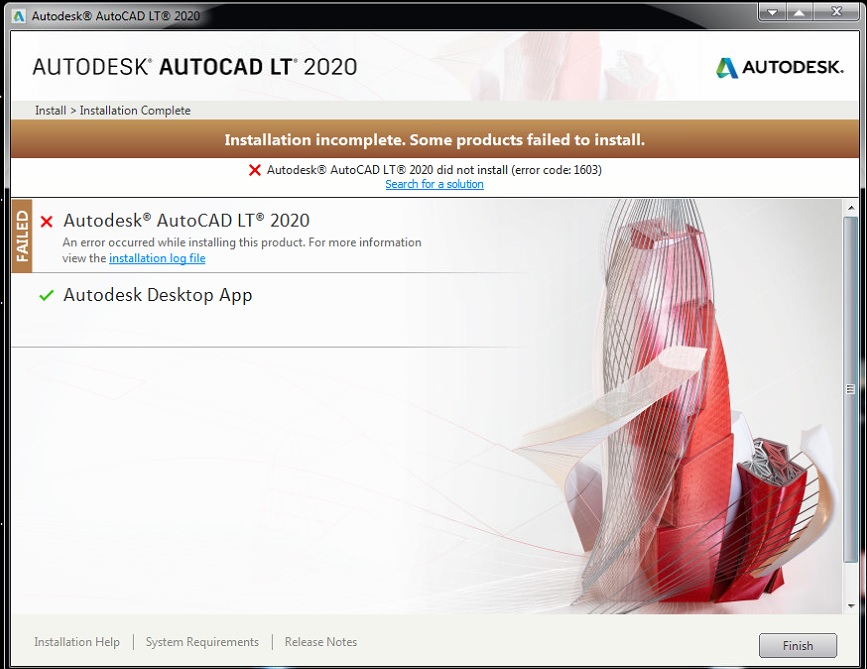 Autodesk® AutoCAD LT® 2020
AUTODESK® AUTOCAD LT® 2020
AUTODESK.
Install > Installation Complete
Installation incomplete. Some products failed to install.
Autodesk® AutoCAD LT® 2020 did not install (error code: 1603)
Search for a solution
FAILED
Autodesk® AutoCAD LT® 2020
An error occurred while installing this product. For more information
view the installation log file
Autodesk Desktop App
Installation Help | System Requirements | Release Notes
Finish